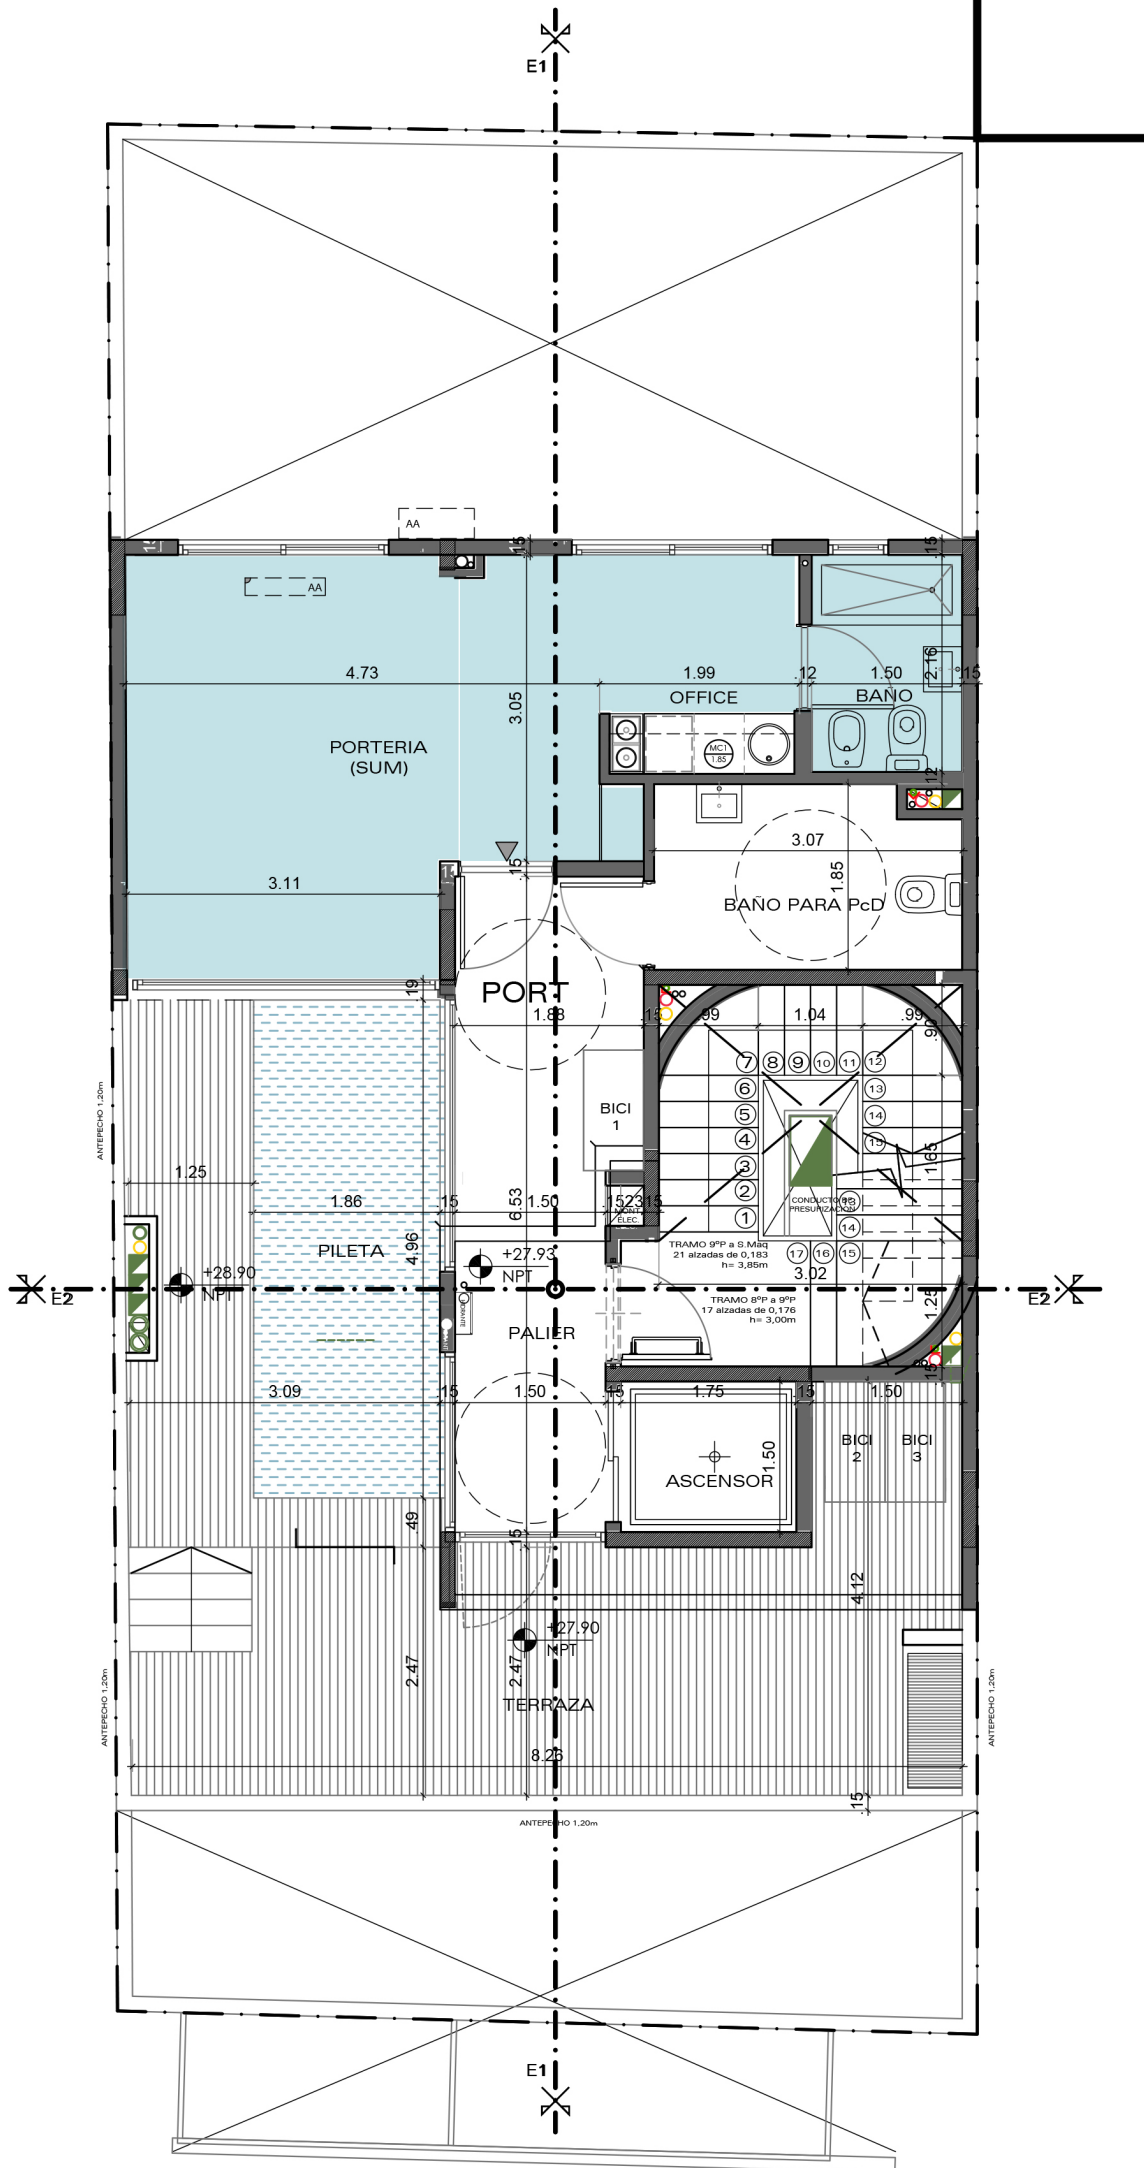 E1
AA
.15
.15
.15
AA
4.73
1.99
.12
1.50
.15
2.16
OFFICE
BAÑO
3.05
PORTERIA
(SUM)
MC1
1.85
.12
3.07
.15
.15
3.11
1.85
BAÑO PARA PcD
PORT
.19
1.88
.15
.99
1.04
.99
.90
7
8
9
10
11
12
6
13
5
14
4
15
3
2
1
BICI
1
ANTEPECHO 1,20m
1.25
1.65
1.86
.15
6.53
1.50
.15
23
.15
MONT.
ELEC.
CONDUCTO DE
PRESURIZACIÓN
13
14
17
16
15
PILETA
4.96
+27.93
NPT
TRAMO 9ºP a S.Maq
21 alzadas de 0,183
h= 3,85m
3.02
+28.90
NPT
E2
E2
TRAMO 8ºP a 9ºP
17 alzadas de 0,176
h= 3,00m
1.25
PALIER
.15
3.09
.15
1.50
.15
1.75
.15
1.50
BICI
2
BICI
3
1.50
ASCENSOR
.49
.15
4.12
+27.90
NPT
2.47
2.47
TERRAZA
ANTEPECHO 1,20m
ANTEPECHO 1,20m
8.26
.15
ANTEPECHO 1,20m
E1